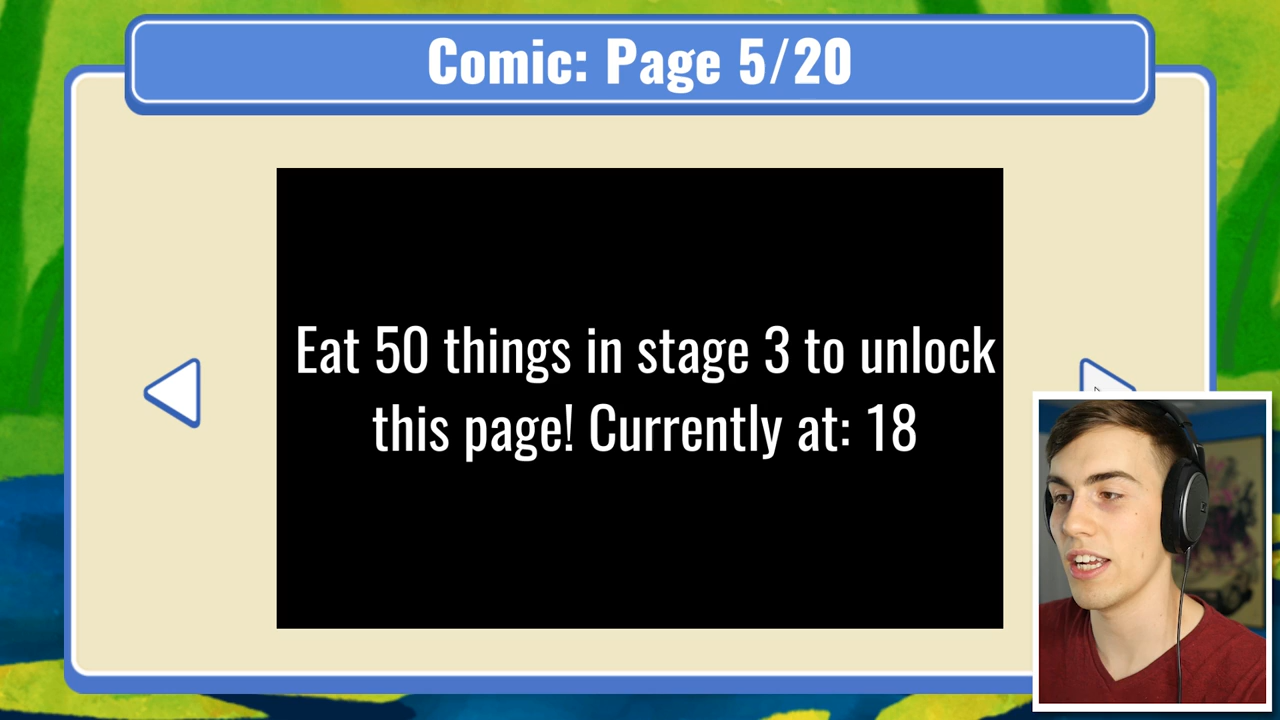 Comic: Page 5/20
Eat 50 things in stage 3 to unlock
this page! Currently at: 18